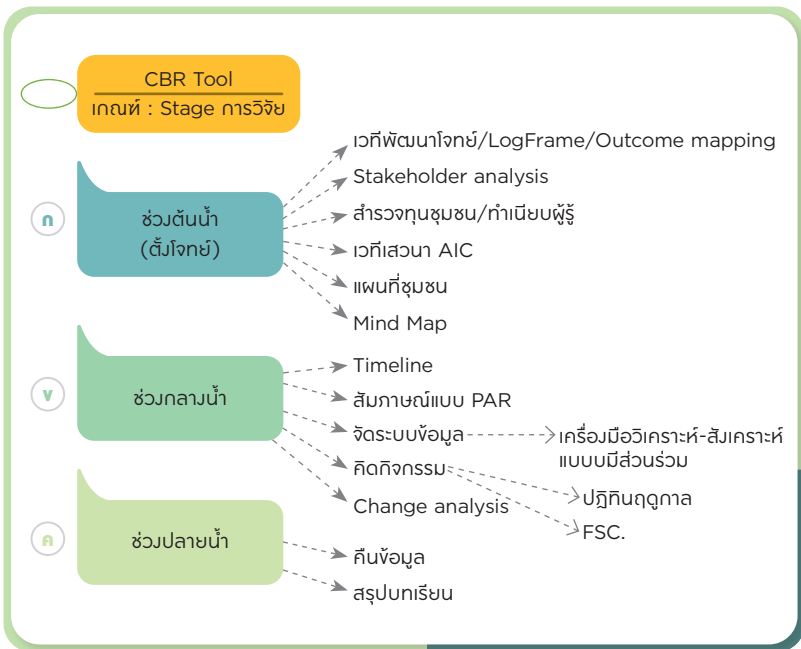 CBR Tool
เกณฑ์ : Stage การวิจัย
ก
ช่วงต้นน้ำ
(ตั้งโจทย์)
เวทีพัฒนาโจทย์/LogFrame/Outcome mapping
Stakeholder analysis
สำรวจทุนชุมชน/ทำเนียบผู้รู้
เวทีเสวนา AIC
แผนที่ชุมชน
Mind Map
ข
ช่วงกลางน้ำ
Timeline
สัมภาษณ์แบบ PAR
จัดระบบข้อมูล
เครื่องมือวิเคราะห์-สังเคราะห์
แบบบมีส่วนร่วม
คิดกิจกรรม
ปฎิทินฤดูกาล
FSC.
Change analysis
ค
ช่วงปลายน้ำ
คืนข้อมูล
สรุปบทเรียน